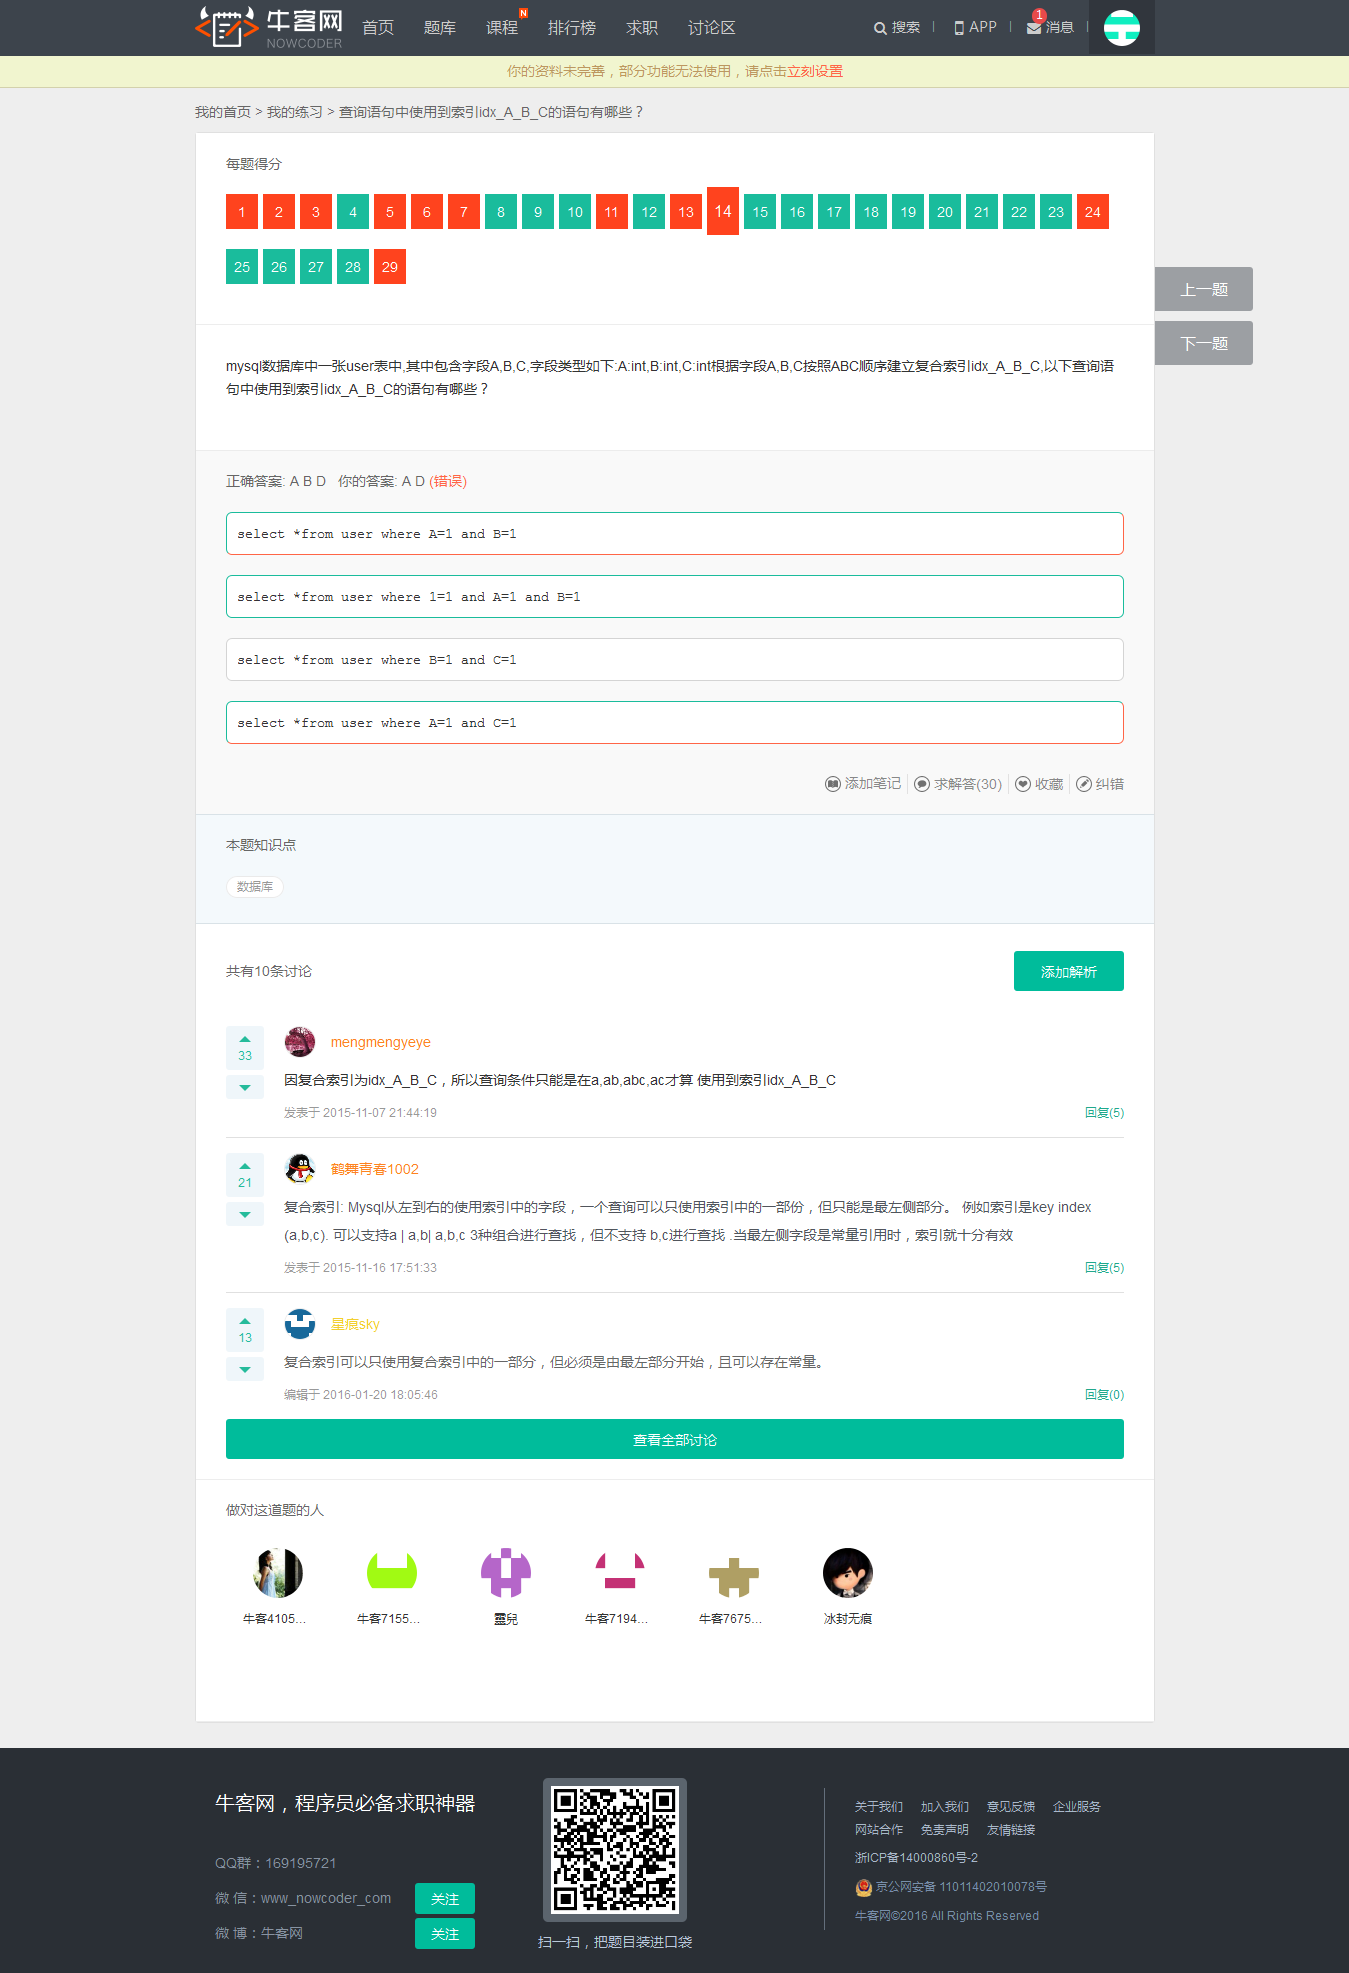 牛客网 NOWCODER 首页 题库 课程 N 排行榜 求职 讨论区 搜索 APP 1 消息
你的资料未完善，部分功能无法使用，请点击立刻设置
我的首页 > 我的练习 > 查询语句中使用到索引idx_A_B_C的语句有哪些？
每题得分
1 2 3 4 5 6 7 8 9 10 11 12 13 14 15 16 17 18 19 20 21 22 23 24
25 26 27 28 29
上一题
下一题
mysql数据库中一张user表中,其中包含字段A,B,C,字段类型如下:A:int,B:int,C:int根据字段A,B,C按照ABC顺序建立复合索引idx_A_B_C,以下查询语
句中使用到索引idx_A_B_C的语句有哪些？
正确答案: A B D 你的答案: A D (错误)
select *from user where A=1 and B=1
select *from user where 1=1 and A=1 and B=1
select *from user where B=1 and C=1
select *from user where A=1 and C=1
添加笔记 求解答(30) 收藏 纠错
本题知识点
数据库
共有10条讨论 添加解析
33 mengmengyeye
因复合索引为idx_A_B_C，所以查询条件只能是在a,ab,abc,ac才算 使用到索引idx_A_B_C
发表于 2015-11-07 21:44:19 回复(5)
21 鹤舞青春1002
复合索引: Mysql从左到右的使用索引中的字段，一个查询可以只使用索引中的一部份，但只能是最左侧部分。 例如索引是key index
(a,b,c). 可以支持a | a,b| a,b,c 3种组合进行查找，但不支持 b,c进行查找 .当最左侧字段是常量引用时，索引就十分有效
发表于 2015-11-16 17:51:33 回复(5)
13 星痕sky
复合索引可以只使用复合索引中的一部分，但必须是由最左部分开始，且可以存在常量。
编辑于 2016-01-20 18:05:46 回复(0)
查看全部讨论
做对这道题的人
牛客4105... 牛客7155... 靈兒 牛客7194... 牛客7675... 冰封无痕
牛客网，程序员必备求职神器
QQ群：169195721
微 信：www_nowcoder_com 关注
微 博：牛客网 关注
扫一扫，把题目装进口袋
关于我们 加入我们 意见反馈 企业服务
网站合作 免责声明 友情链接
浙ICP备14000860号-2
京公网安备 11011402010078号
牛客网©2016 All Rights Reserved